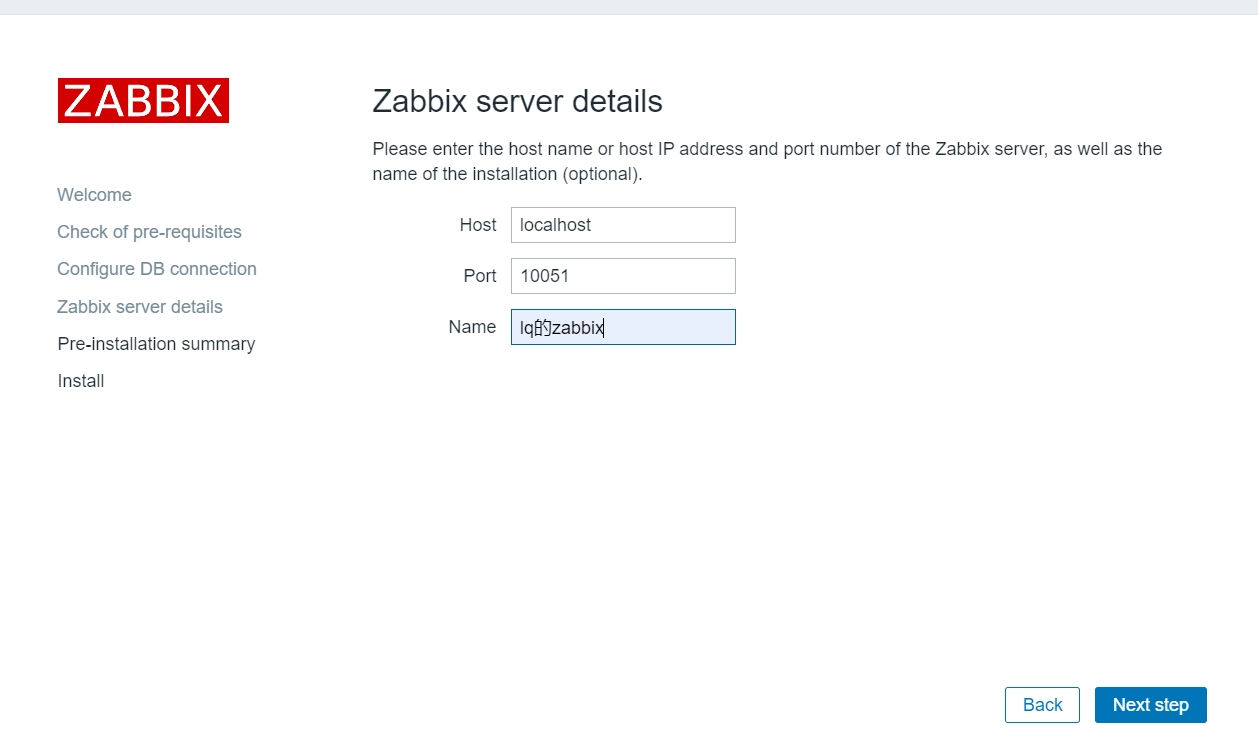 ZABBIX
Welcome
Check of pre-requisites
Configure DB connection
Zabbix server details
Pre-installation summary
Install
Zabbix server details
Please enter the host name or host IP address and port number of the Zabbix server, as well as the
name of the installation (optional).
Host localhost
Port 10051
Name lq的zabbix
Back Next step